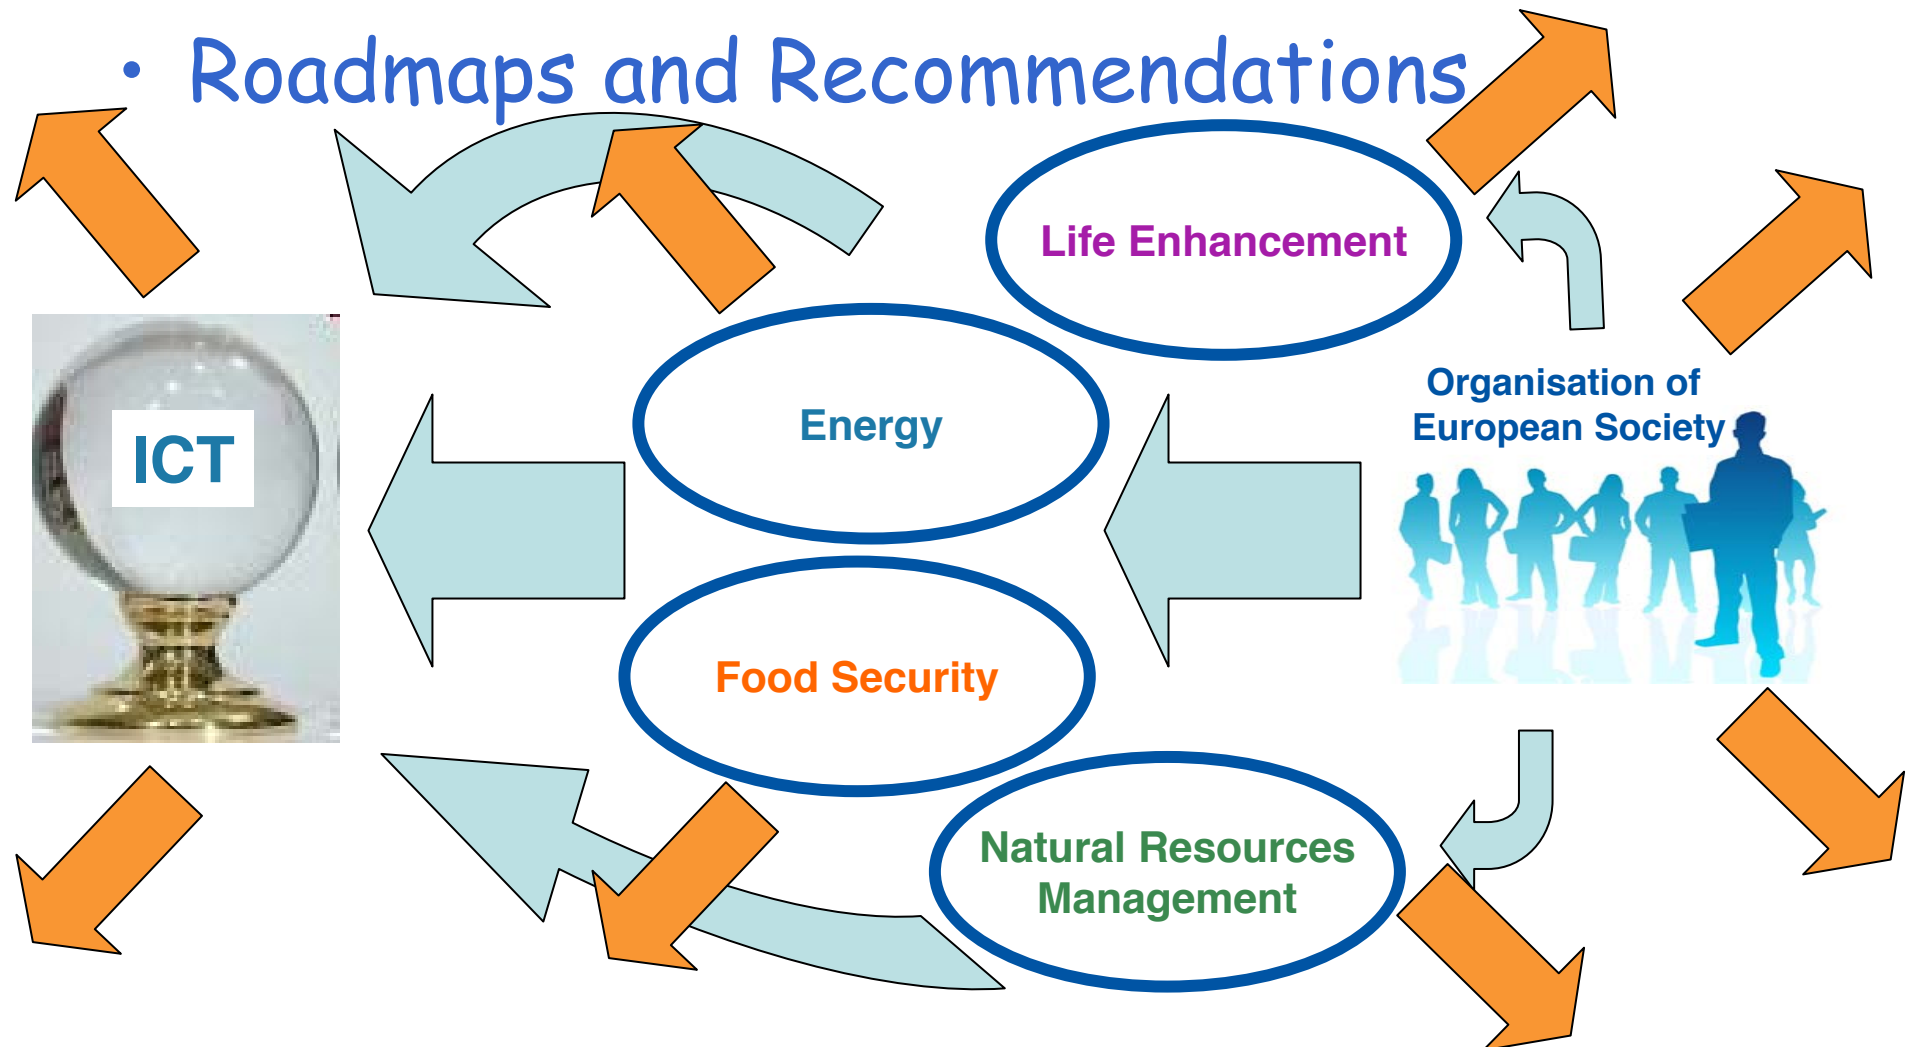 • Roadmaps and Recommendations
Life Enhancement
Organisation of
European Society
Energy
ICT
Food Security
Natural Resources
Management